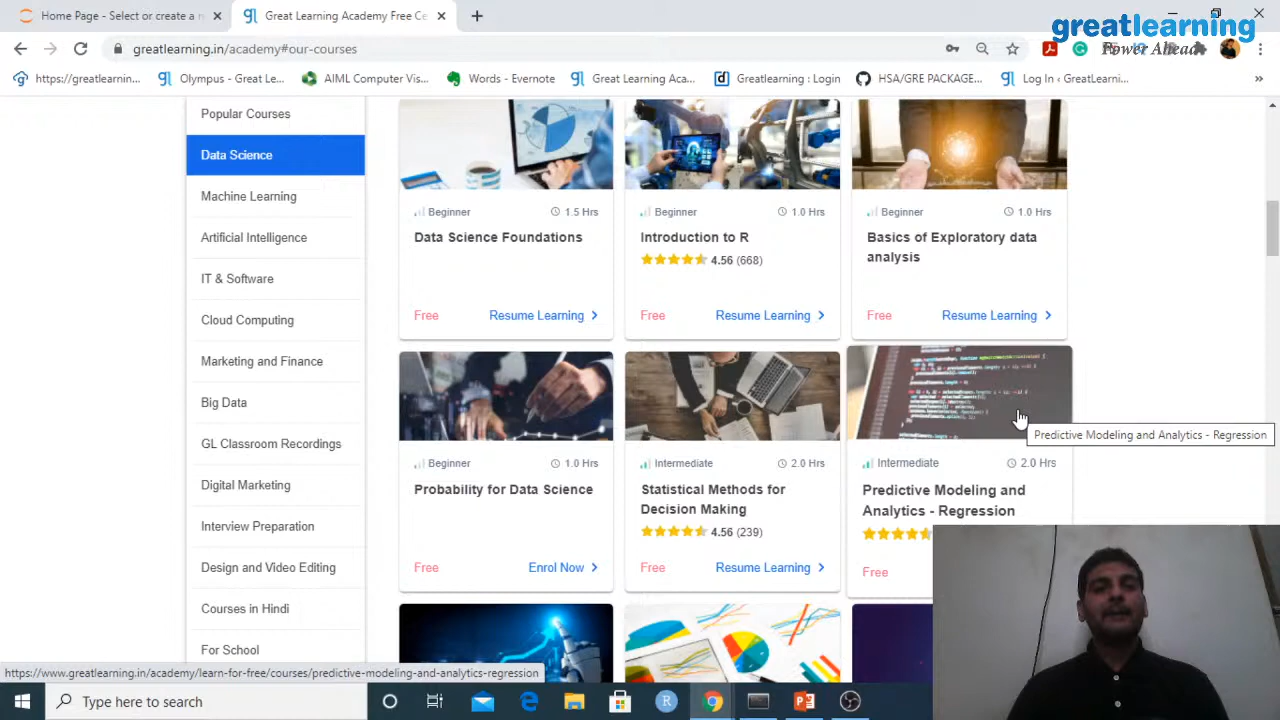 Home Page - Select or create a n
Great Learning Academy Free Ce
greatlearning
Power Ahead
greatlearning.in/academy#our-courses
https://greatlearnin...
Olympus - Great Le...
AIML Computer Vis...
Words - Evernote
Great Learning Aca...
Greatlearning : Login
HSA/GRE PACKAGE...
Log In ‹ GreatLearni...
»
Popular Courses
Data Science
Machine Learning
Artificial Intelligence
IT & Software
Cloud Computing
Marketing and Finance
Big Data
GL Classroom Recordings
Digital Marketing
Interview Preparation
Design and Video Editing
Courses in Hindi
For School
Beginner 1.5 Hrs
Data Science Foundations
Free Resume Learning
Beginner 1.0 Hrs
Introduction to R
4.56 (668)
Free Resume Learning
Beginner 1.0 Hrs
Basics of Exploratory data
analysis
Free Resume Learning
Beginner 1.0 Hrs
Probability for Data Science
Free Enrol Now
Intermediate 2.0 Hrs
Statistical Methods for
Decision Making
4.56 (239)
Free Resume Learning
Predictive Modeling and Analytics - Regression
Intermediate 2.0 Hrs
Predictive Modeling and
Analytics - Regression
Free
https://www.greatlearning.in/academy/learn-for-free/courses/predictive-modeling-and-analytics-regression
Type here to search